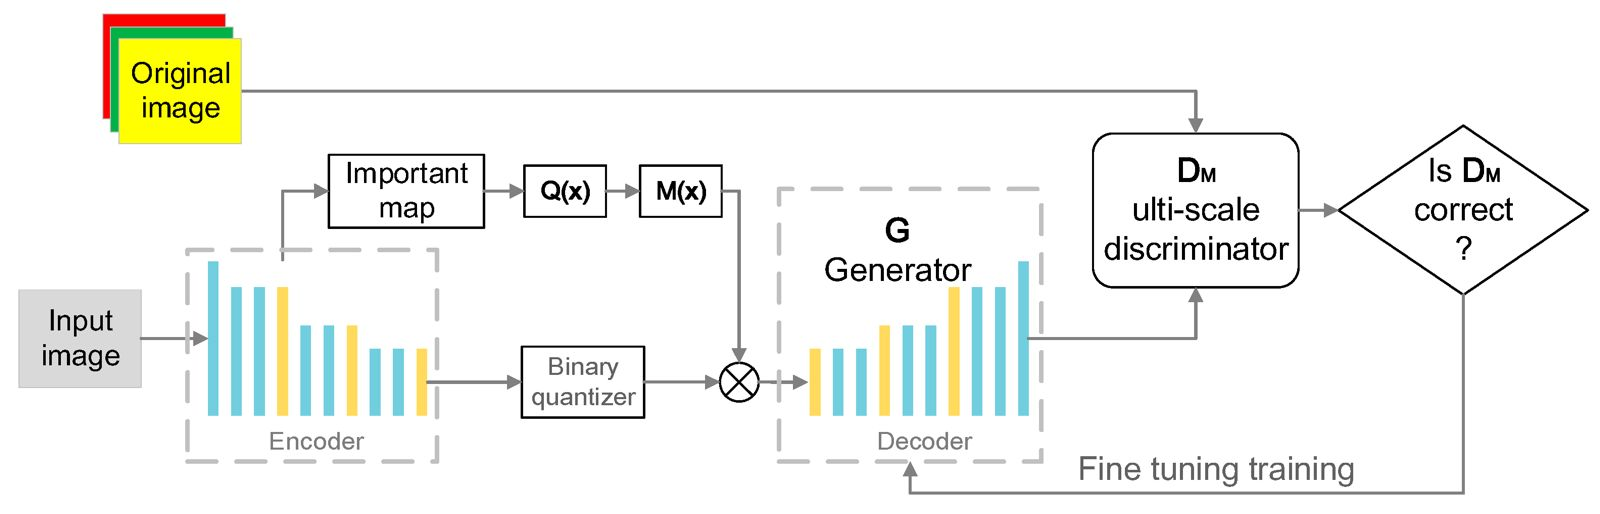 Original
image
Important
map
Q(x)
M(x)
G
Generator
DM
ulti-scale
discriminator
Is DM
correct
?
Input
image
Binary
quantizer
Encoder
Decoder
Fine tuning training